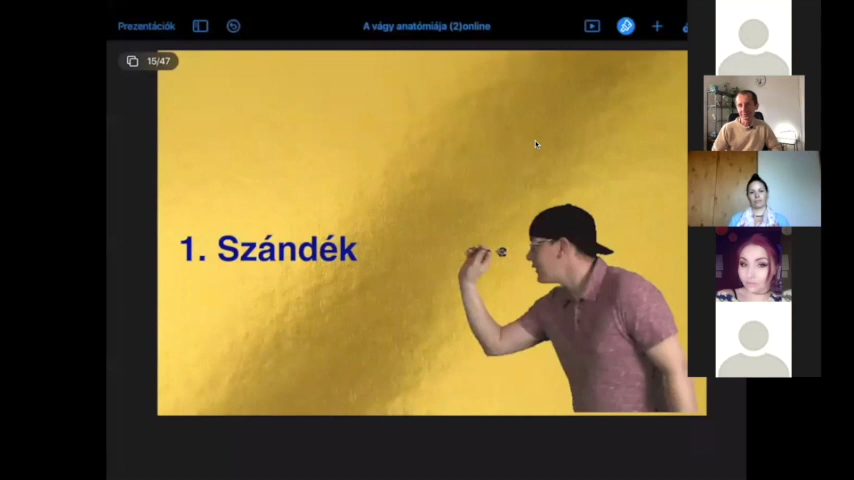 Prezentációk
A vágy anatómiája (2)online
15/47
1. Szándék